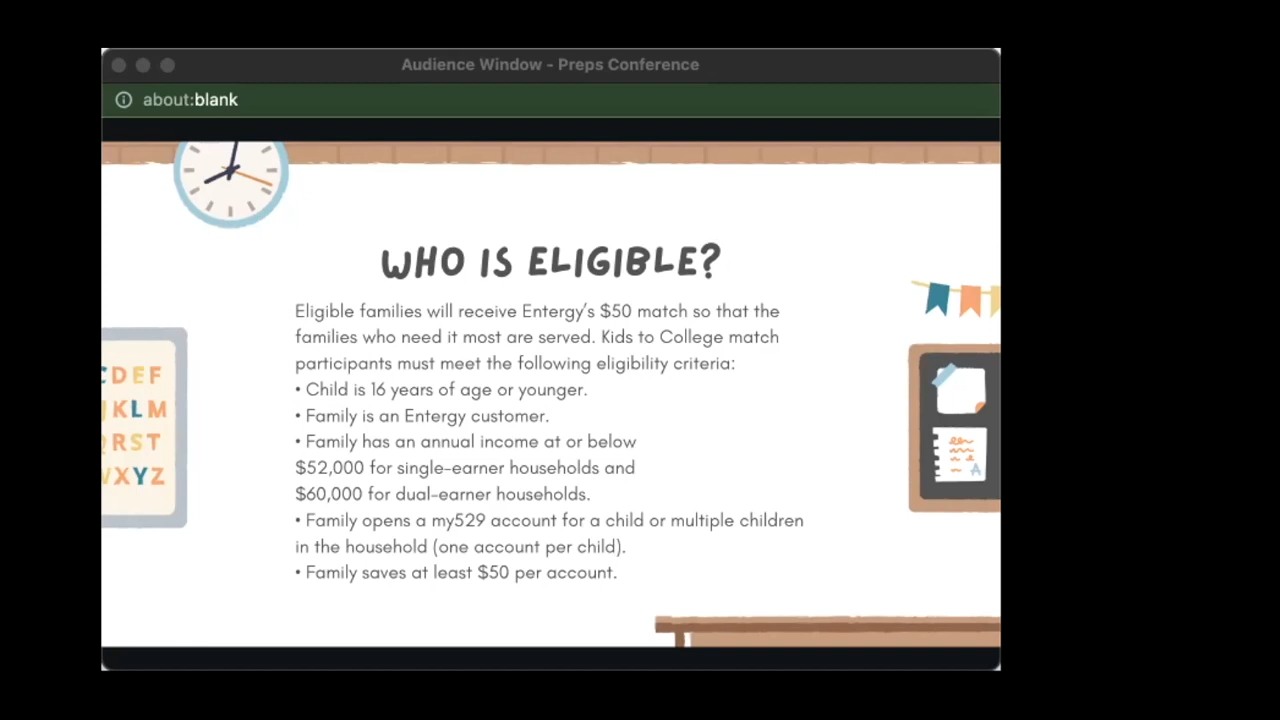 Audience Window - Preps Conference
about:blank
WHO IS ELIGIBLE?
Eligible families will receive Entergy's $50 match so that the
families who need it most are served. Kids to College match
participants must meet the following eligibility criteria:
• Child is 16 years of age or younger.
• Family is an Entergy customer.
• Family has an annual income at or below
$52,000 for single-earner households and
$60,000 for dual-earner households.
• Family opens a my529 account for a child or multiple children
in the household (one account per child).
• Family saves at least $50 per account.
CDEF
JKLM
QRST
WXYZ
A